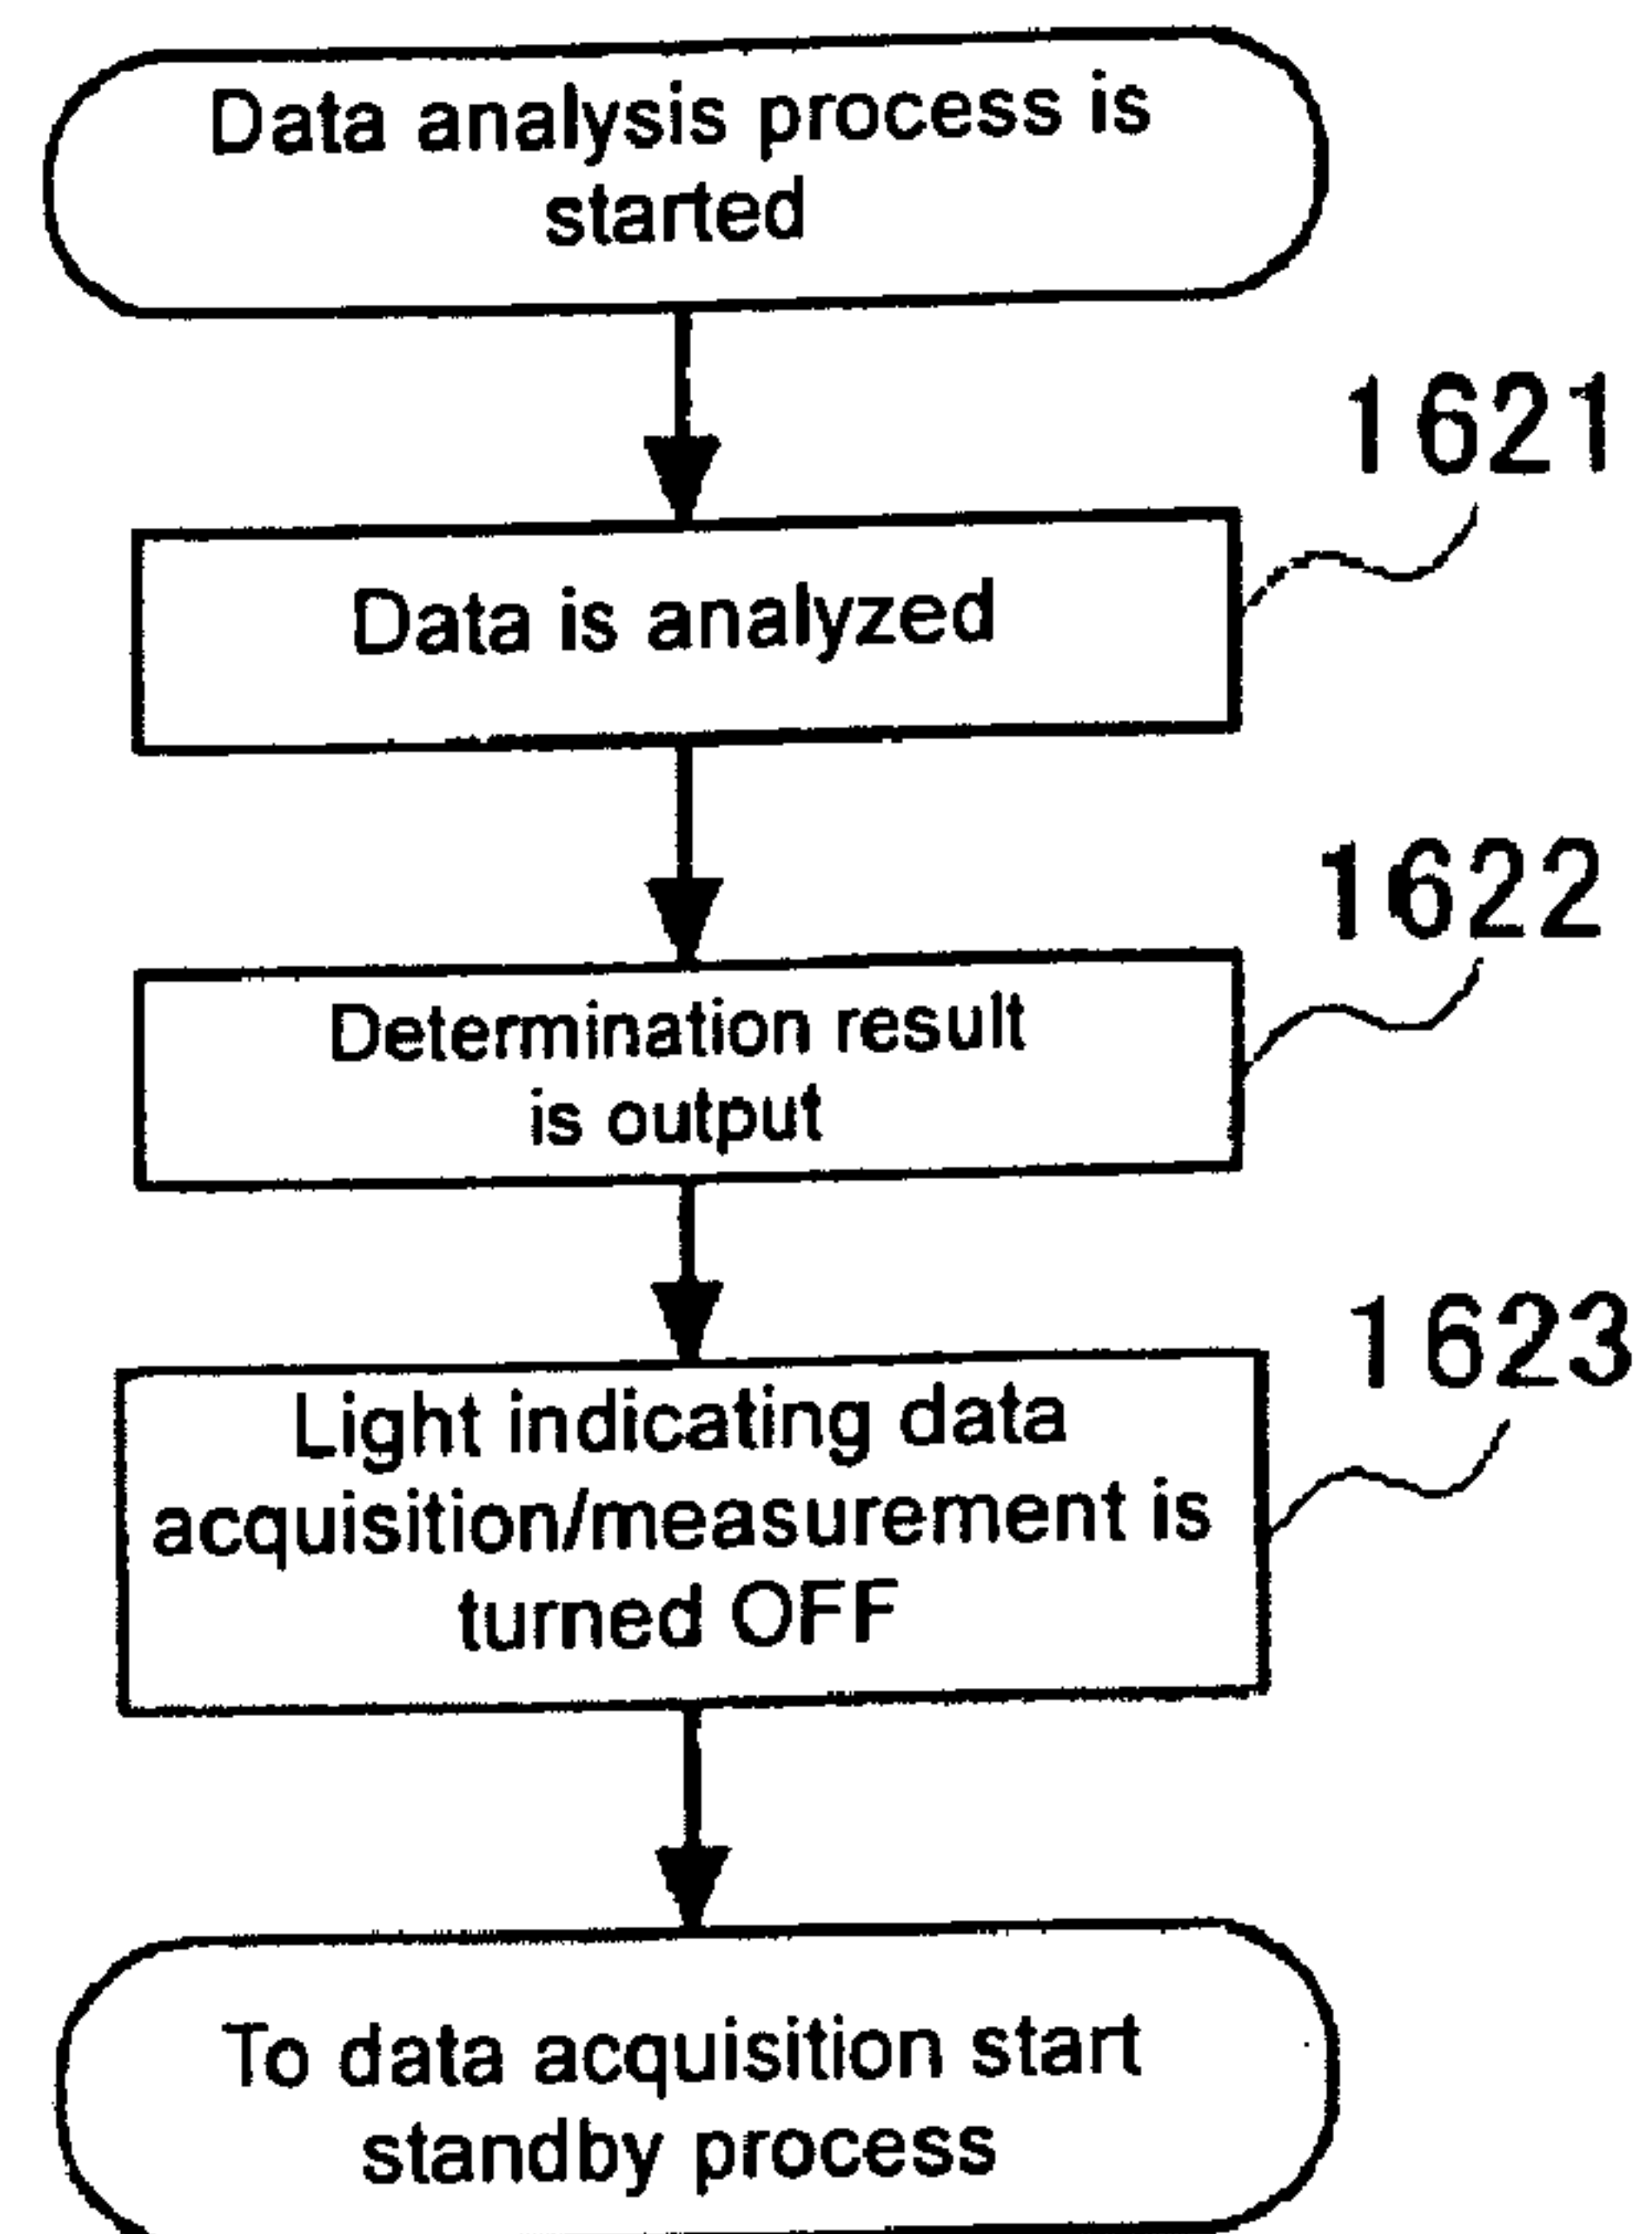 Data analysis process is
started
1621
Data is analyzed
1622
Determination result
is output
1623
Light indicating data
acquisition/measurement is
turned OFF
To data acquisition start
standby process